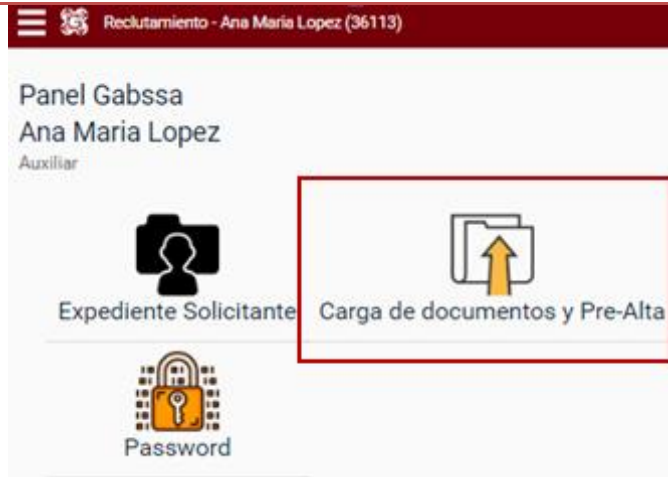 Reclutamiento - Ana Maria Lopez (36113)
Panel Gabssa
Ana Maria Lopez
Auxiliar
Expediente Solicitante
Carga de documentos y Pre-Alta
Password